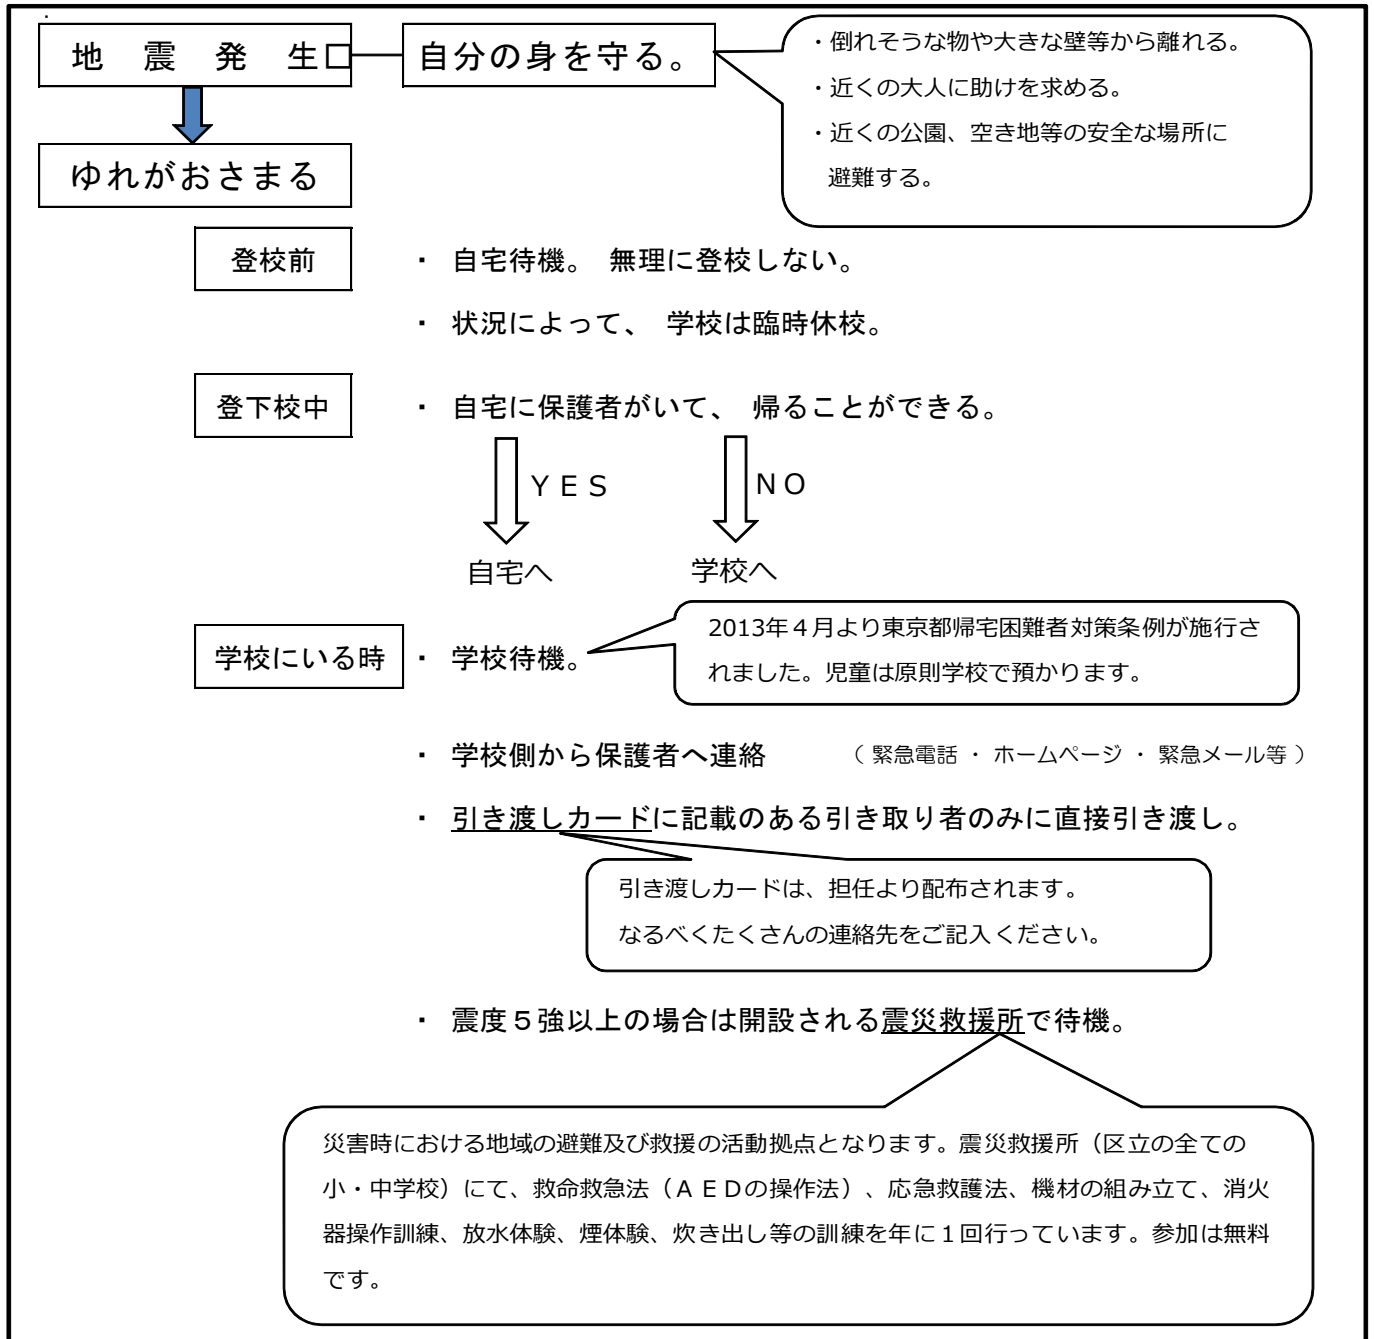 地　震　発　生□
自分の身を守る。
・倒れそうな物や大きな壁等から離れる。
・近くの大人に助けを求める。
・近くの公園、空き地等の安全な場所に
避難する。
ゆれがおさまる
登校前
・ 自宅待機。 無理に登校しない。
・ 状況によって、 学校は臨時休校。
登下校中
・ 自宅に保護者がいて、 帰ることができる。
ＹＥＳ
ＮＯ
自宅へ
学校へ
学校にいる時
・ 学校待機。
2013年４月より東京都帰宅困難者対策条例が施行さ
れました。児童は原則学校で預かります。
・ 学校側から保護者へ連絡 （ 緊急電話 ・ ホームページ ・ 緊急メール等 ）
・ 引き渡しカードに記載のある引き取り者のみに直接引き渡し。
引き渡しカードは、担任より配布されます。
なるべくたくさんの連絡先をご記入ください。
・ 震度５強以上の場合は開設される震災救援所で待機。
災害時における地域の避難及び救援の活動拠点となります。震災救援所（区立の全ての
小・中学校）にて、救命救急法（ＡＥＤの操作法）、応急救護法、機材の組み立て、消火
器操作訓練、放水体験、煙体験、炊き出し等の訓練を年に１回行っています。参加は無料
です。